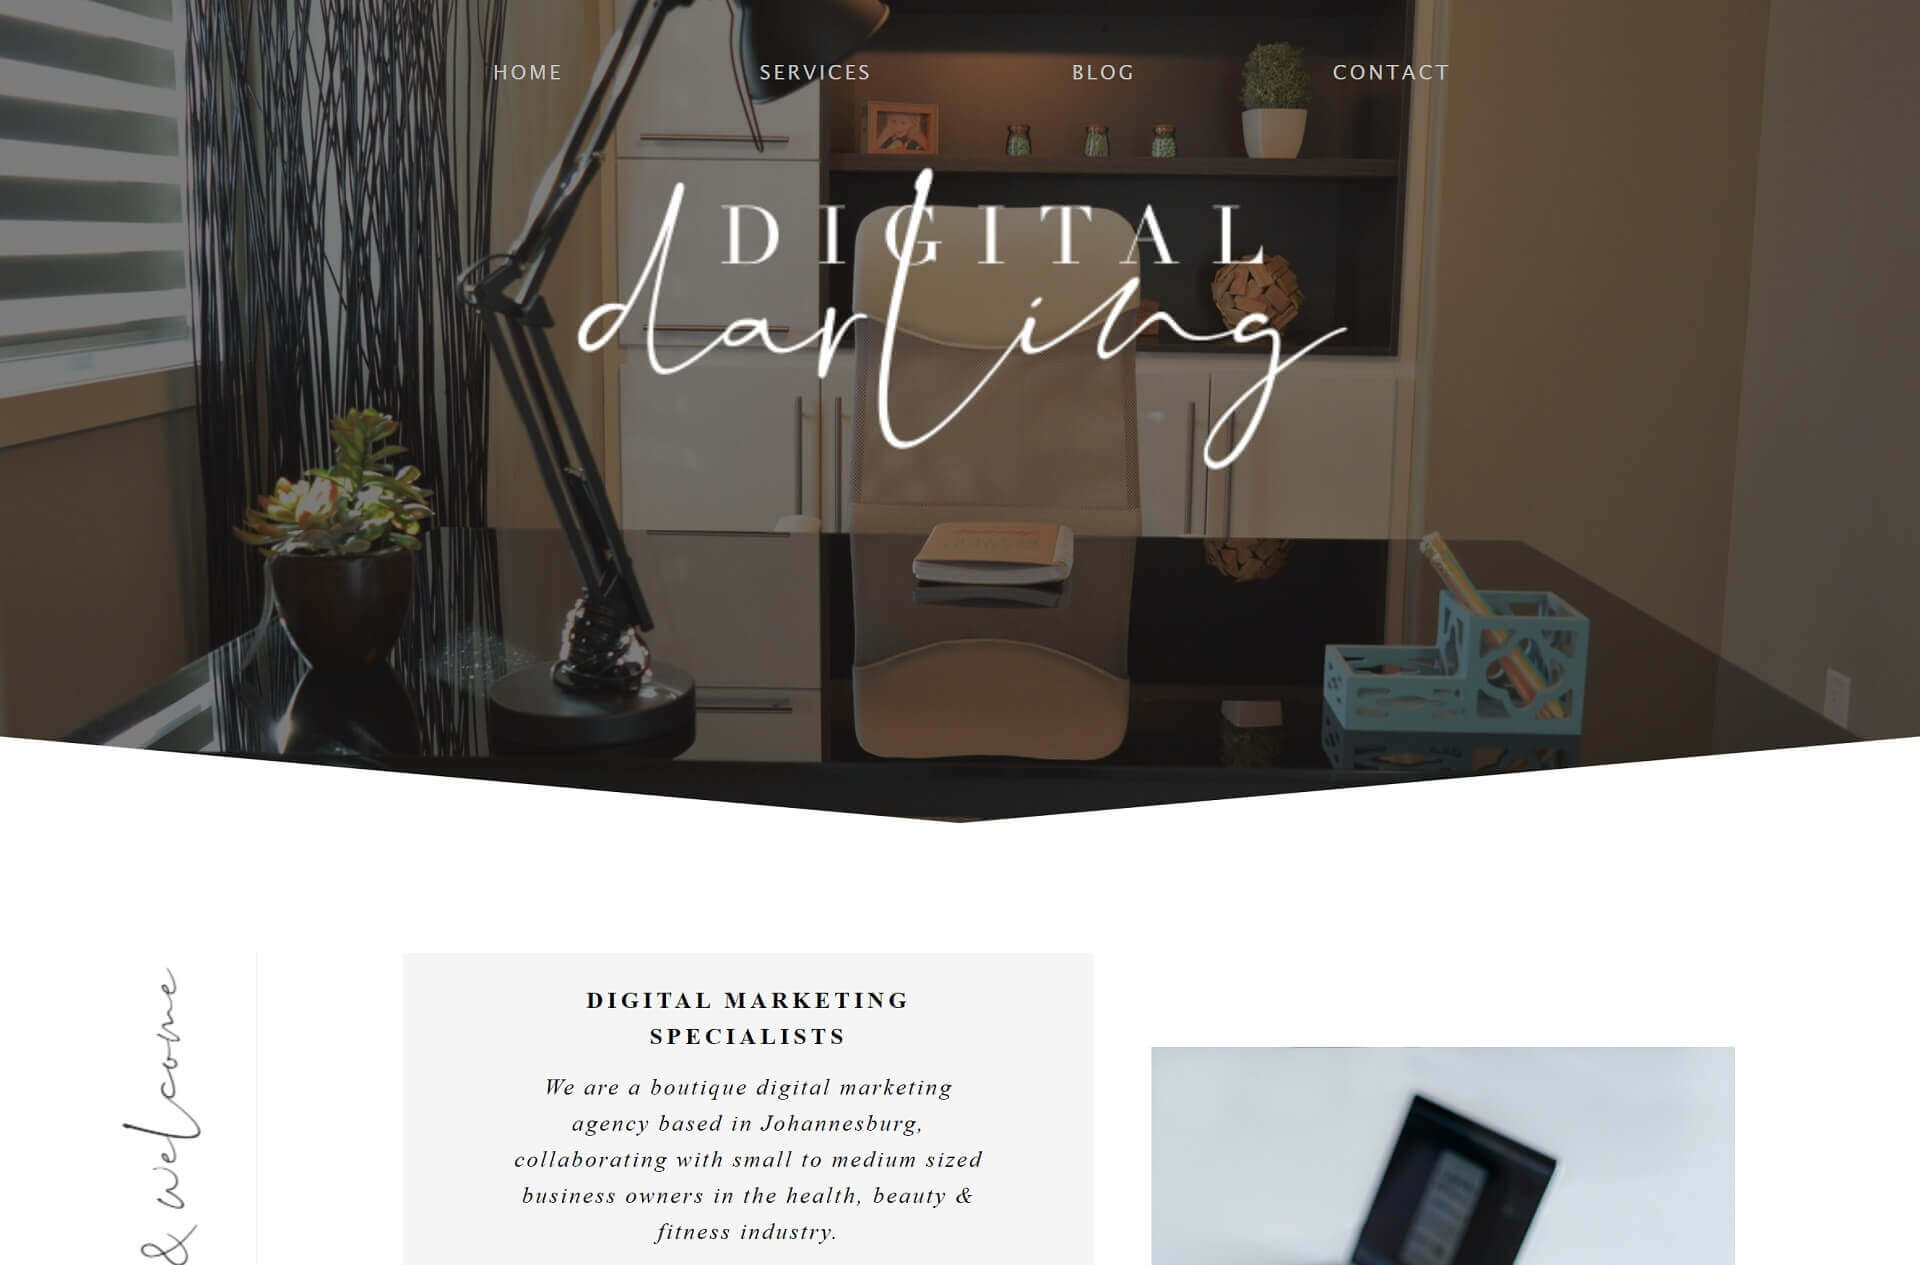 HOME SERVICES BLOG CONTACT
DIGITAL
darling
& welcome
DIGITAL MARKETING
SPECIALISTS
We are a boutique digital marketing
agency based in Johannesburg,
collaborating with small to medium sized
business owners in the health, beauty &
fitness industry.